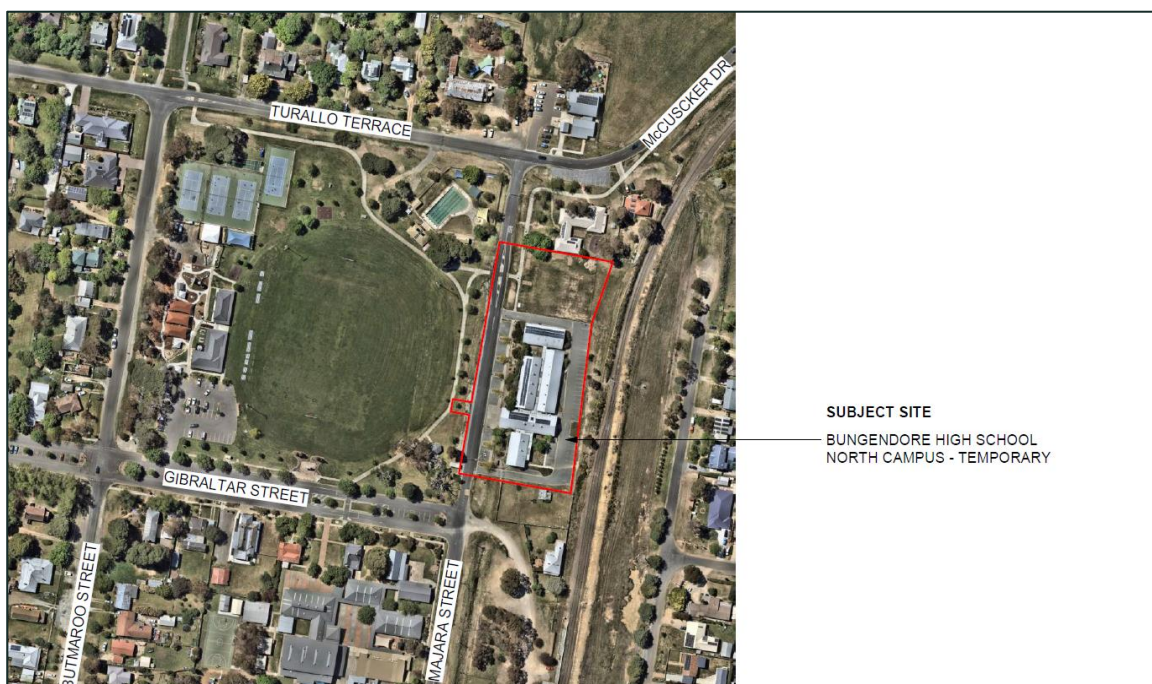 TURALLO TERRACE
McCUSCKER DR
SUBJECT SITE
BUNGENDORE HIGH SCHOOL
NORTH CAMPUS - TEMPORARY
GIBRALTAR STREET
BUTMAROO STREET
MAJARA STREET